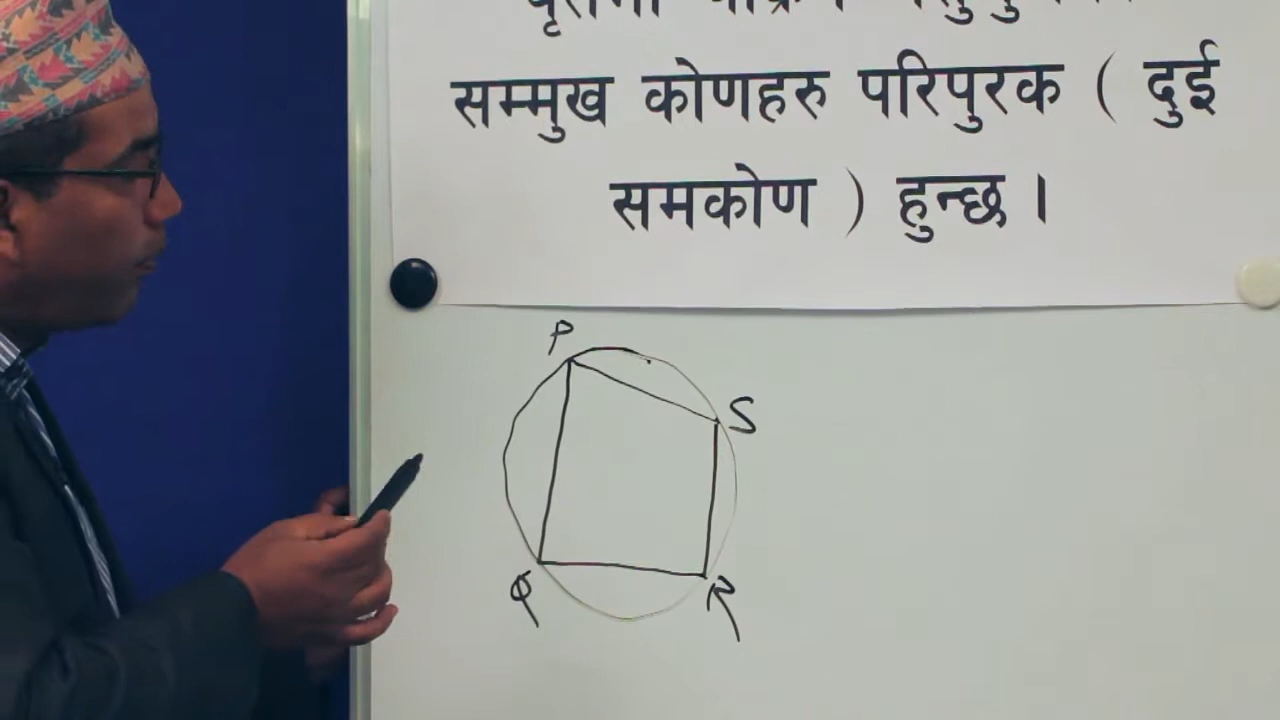 सम्मुख कोणहरु परिपुरक ( दुई
समकोण ) हुन्छ ।
P
S
Q
R